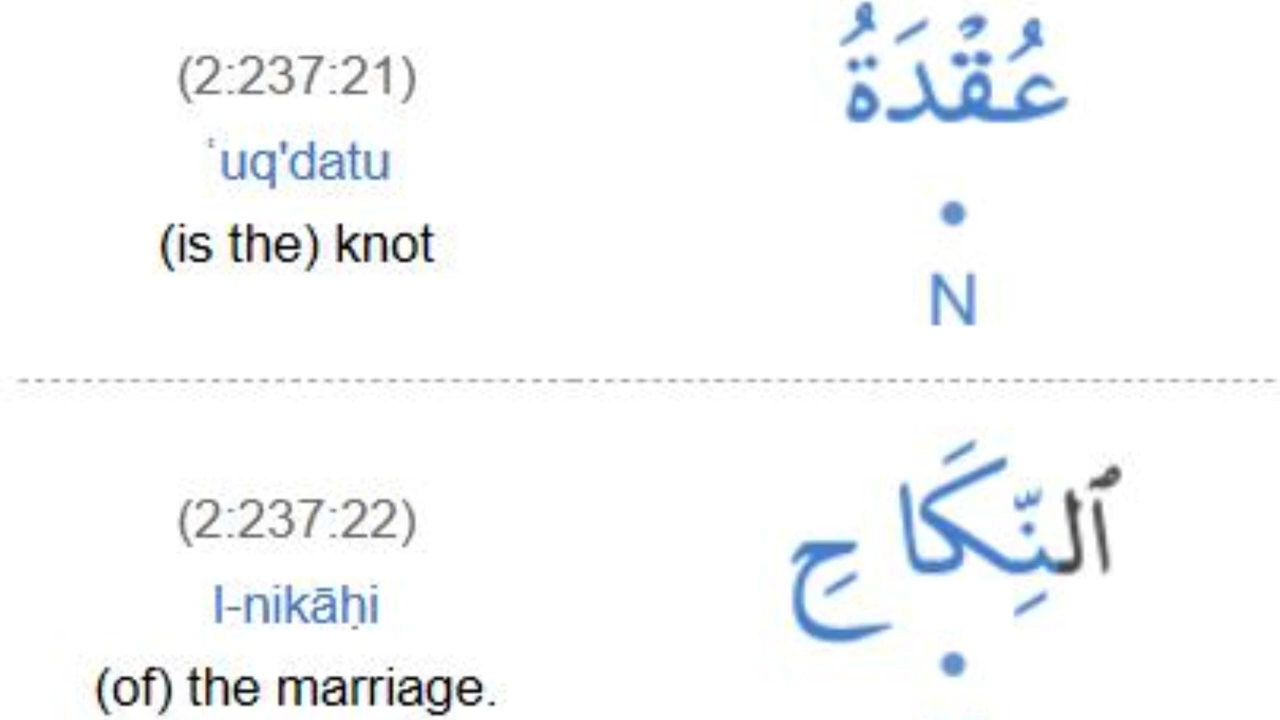 (2:237:21)
عُقْدَةُ
ʿuq'datu
(is the) knot
N
(2:237:22)
ٱلنِّكَاحِ
l-nikāḥi
(of) the marriage.